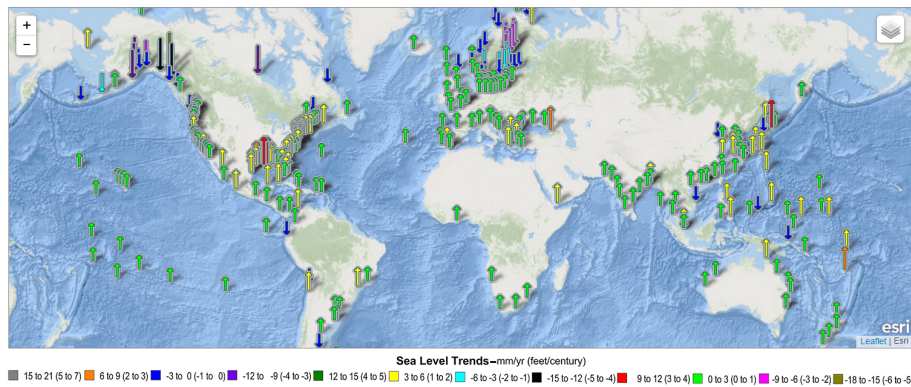 +
−
esri
Leaflet | Esri
Sea Level Trends–mm/yr (feet/century)
15 to 21 (5 to 7) 6 to 9 (2 to 3) -3 to 0 (-1 to 0) -12 to -9 (-4 to -3) 12 to 15 (4 to 5) 3 to 6 (1 to 2) -6 to -3 (-2 to -1) -15 to -12 (-5 to -4) 9 to 12 (3 to 4) 0 to 3 (0 to 1) -9 to -6 (-3 to -2) -18 to -15 (-6 to -5